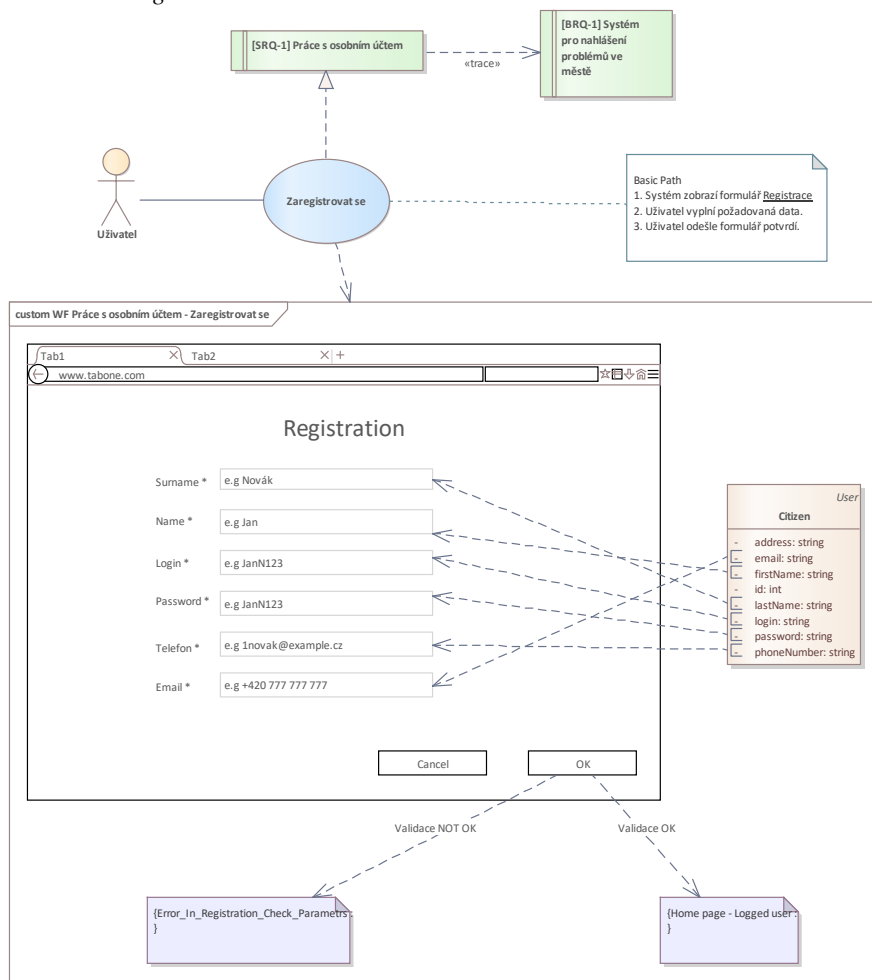 [SRQ-1] Práce s osobním účtem
«trace»
[BRQ-1] Systém
pro nahlášení
problémů ve
městě
Uživatel
Zaregistrovat se
Basic Path
1. Systém zobrazí formulář Registrace
2. Uživatel vyplní požadovaná data.
3. Uživatel odešle formulář potvrdí.
custom WF Práce s osobním účtem - Zaregistrovat se
Tab1
Tab2
www.tabone.com
Registration
Surname * e.g Novák
Name * e.g Jan
Login * e.g JanN123
Password * e.g JanN123
Telefon * e.g 1novak@example.cz
Email * e.g +420 777 777 777
Cancel
OK
User
Citizen
- address: string
- email: string
- firstName: string
- id: int
- lastName: string
- login: string
- password: string
- phoneNumber: string
Validace NOT OK
Validace OK
{Error_In_Registration_Check_Parametrs :
}
{Home page - Logged user :
}